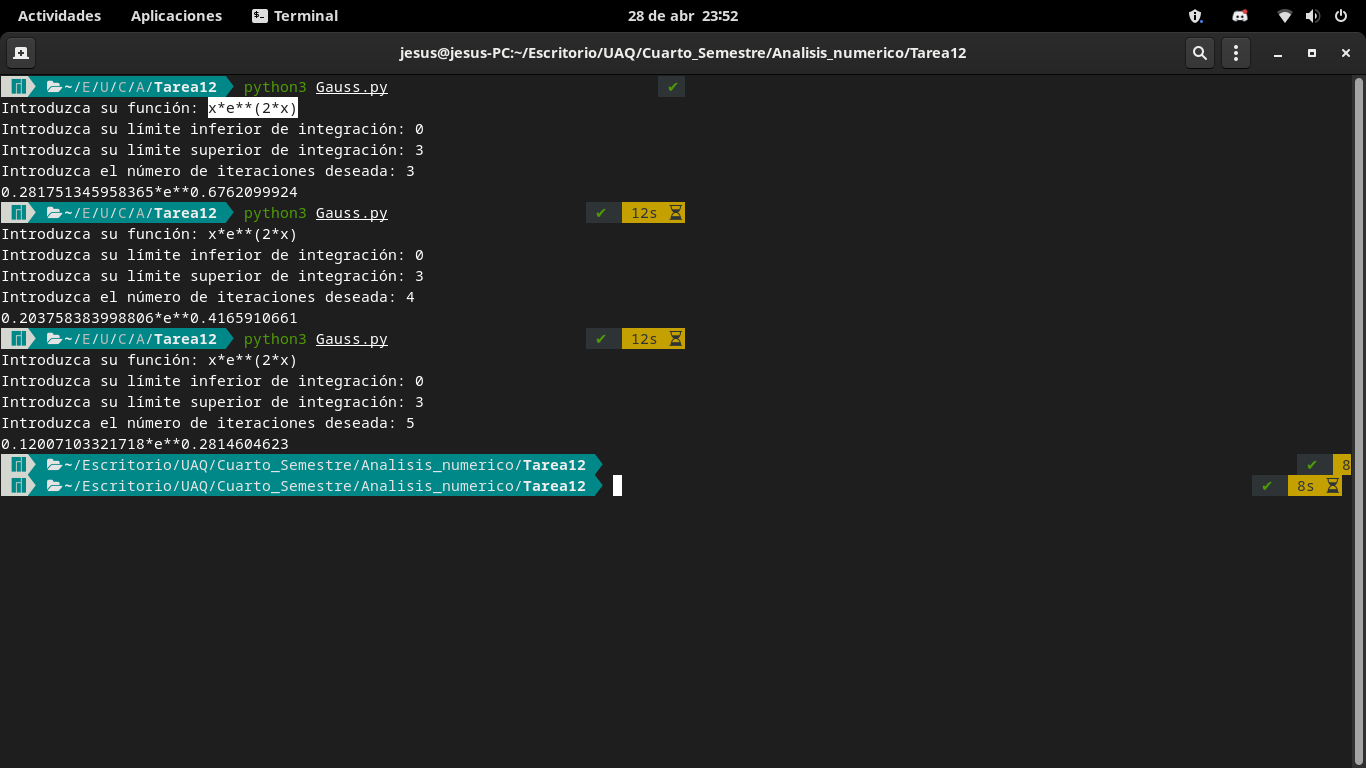 Actividades Aplicaciones Terminal 28 de abr 23:52
jesus@jesus-PC:~/Escritorio/UAQ/Cuarto_Semestre/Analisis_numerico/Tarea12
~/E/U/C/A/Tarea12 python3 Gauss.py ✔
Introduzca su función: x*e**(2*x)
Introduzca su límite inferior de integración: 0
Introduzca su límite superior de integración: 3
Introduzca el número de iteraciones deseada: 3
0.281751345958365*e**0.6762099924
~/E/U/C/A/Tarea12 python3 Gauss.py ✔ 12s
Introduzca su función: x*e**(2*x)
Introduzca su límite inferior de integración: 0
Introduzca su límite superior de integración: 3
Introduzca el número de iteraciones deseada: 4
0.203758383998806*e**0.4165910661
~/E/U/C/A/Tarea12 python3 Gauss.py ✔ 12s
Introduzca su función: x*e**(2*x)
Introduzca su límite inferior de integración: 0
Introduzca su límite superior de integración: 3
Introduzca el número de iteraciones deseada: 5
0.12007103321718*e**0.2814604623
~/Escritorio/UAQ/Cuarto_Semestre/Analisis_numerico/Tarea12 ✔ 8
~/Escritorio/UAQ/Cuarto_Semestre/Analisis_numerico/Tarea12 ✔ 8s